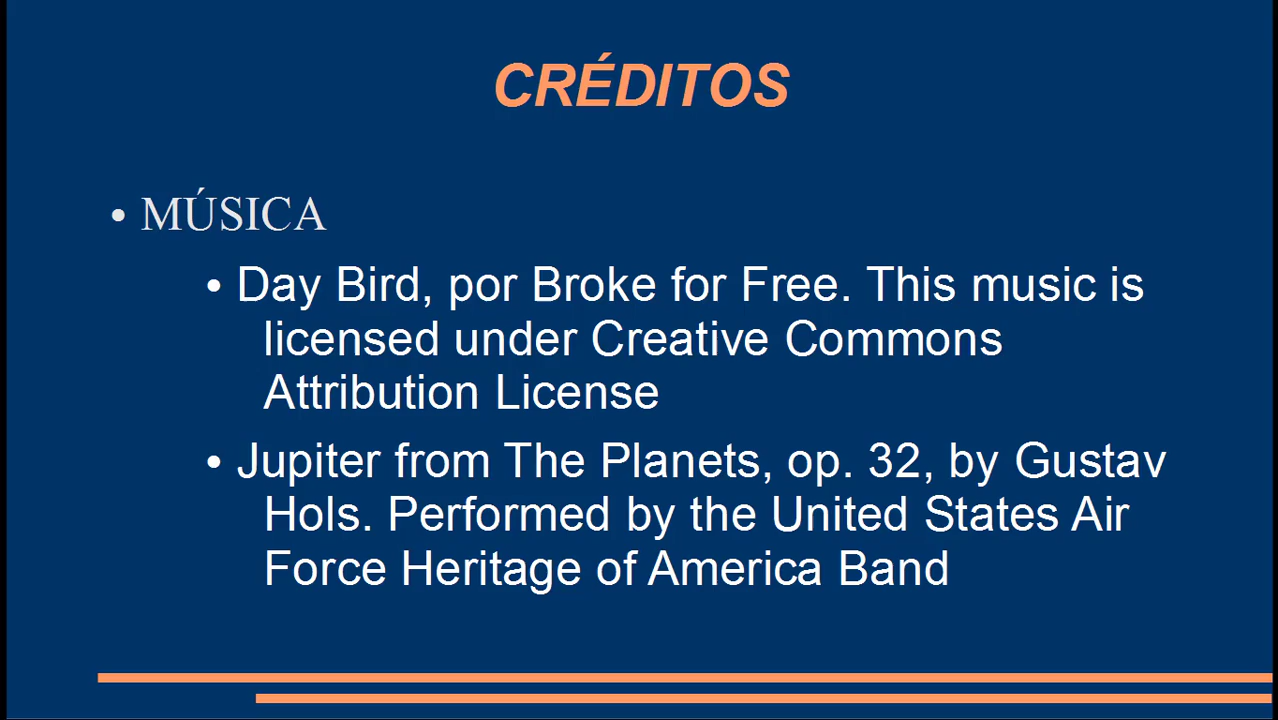 CRÉDITOS
• MÚSICA
• Day Bird, por Broke for Free. This music is
licensed under Creative Commons
Attribution License
• Jupiter from The Planets, op. 32, by Gustav
Hols. Performed by the United States Air
Force Heritage of America Band